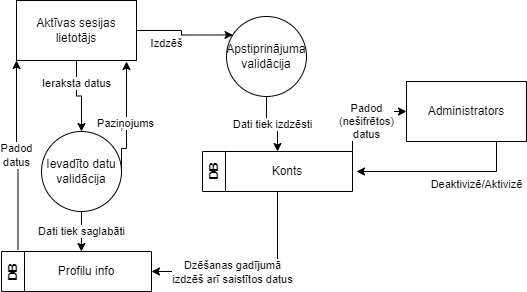 Aktīvas sesijas
lietotājs
Izdzēš
Apstiprinājuma
validācija
Ieraksta datus
Paziņojums
Padod
(nešifrētos)
datus
Administrators
Dati tiek izdzēsti
Padod
datus
Ievadīto datu
validācija
DB
Konts
Deaktivizē/Aktivizē
Dati tiek saglabāti
DB
Profilu info
Dzēšanas gadījumā
izdzēš arī saistītos datus